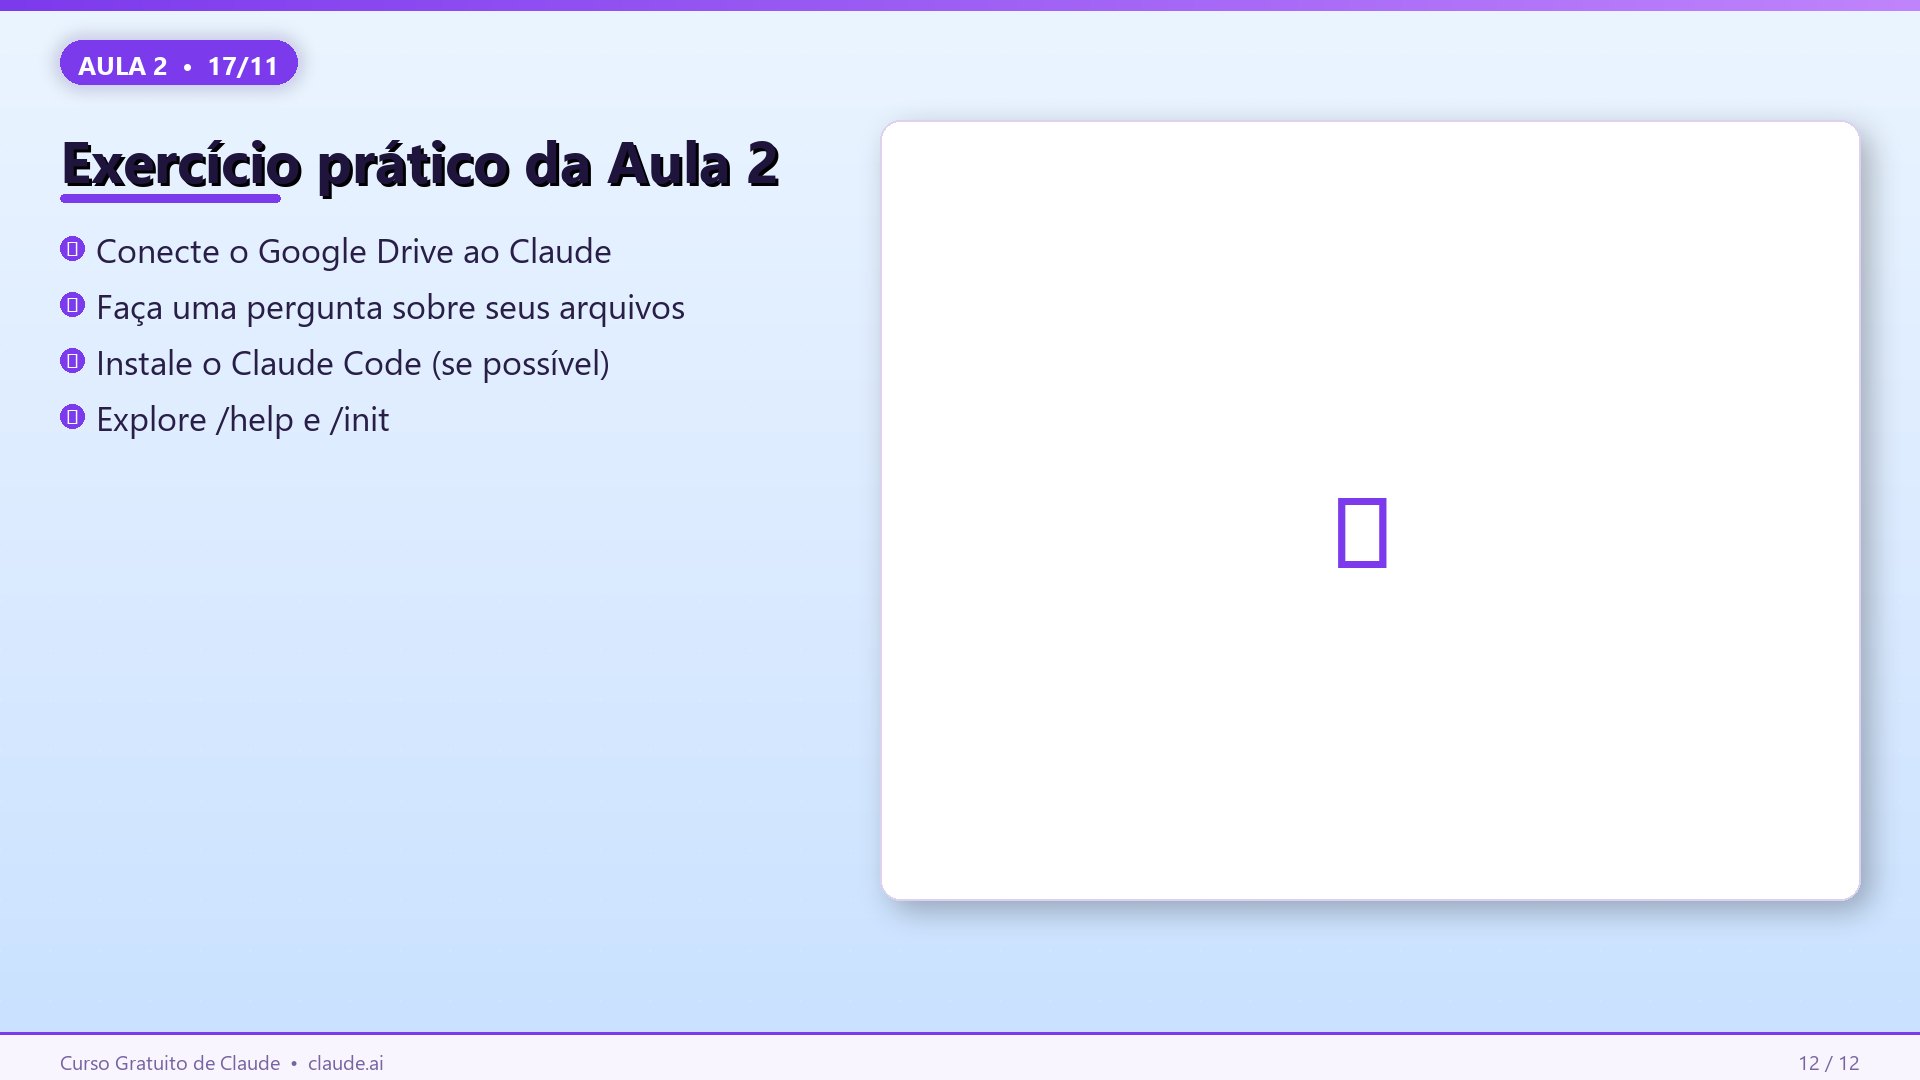 AULA 2 • 17/11
Exercício prático da Aula 2
Conecte o Google Drive ao Claude
Faça uma pergunta sobre seus arquivos
Instale o Claude Code (se possível)
Explore /help e /init
Curso Gratuito de Claude • claude.ai
12 / 12